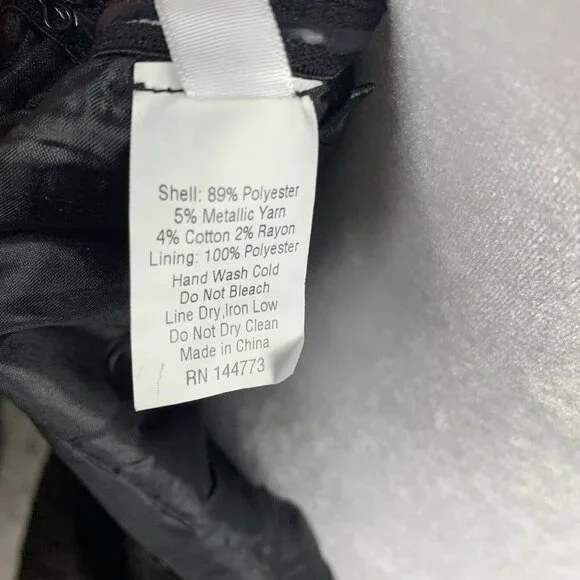 Shell: 89% Polyester
5% Metallic Yarn
4% Cotton 2% Rayon
Lining: 100% Polyester
Hand Wash Cold
Do Not Bleach
Line Dry,Iron Low
Do Not Dry Clean
Made in China
RN 144773